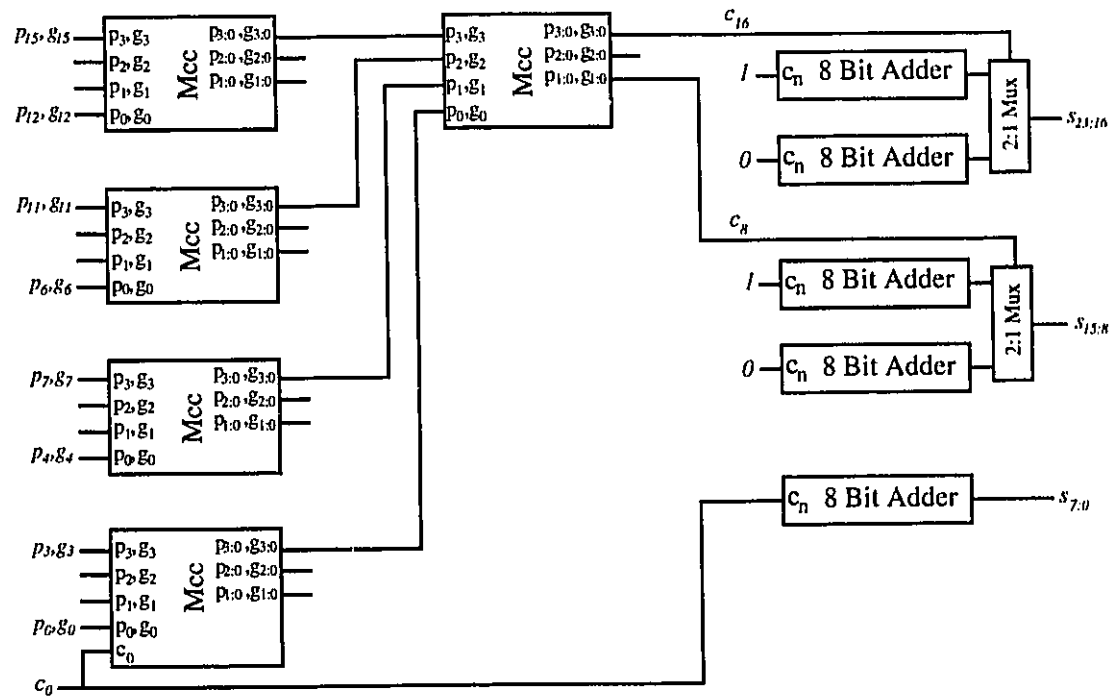 p15, g15
p3, g3
p2, g2
p1, g1
p0, g0
p12, g12
Mcc
p3:0, g3:0
p2:0, g2:0
p1:0, g1:0
p11, g11
p3, g3
p2, g2
p1, g1
p0, g0
p6, g6
Mcc
p3:0, g3:0
p2:0, g2:0
p1:0, g1:0
p7, g7
p3, g3
p2, g2
p1, g1
p0, g0
p4, g4
Mcc
p3:0, g3:0
p2:0, g2:0
p1:0, g1:0
p3, g3
p3, g3
p2, g2
p1, g1
p0, g0
p0, g0
c0
c0
Mcc
p3:0, g3:0
p2:0, g2:0
p1:0, g1:0
p3, g3
p2, g2
p1, g1
p0, g0
Mcc
p3:0, g3:0
p2:0, g2:0
p1:0, g1:0
c16
1 cn 8 Bit Adder
0 cn 8 Bit Adder
2:1 Mux
s23:16
c8
1 cn 8 Bit Adder
0 cn 8 Bit Adder
2:1 Mux
s15:8
cn 8 Bit Adder
s7:0